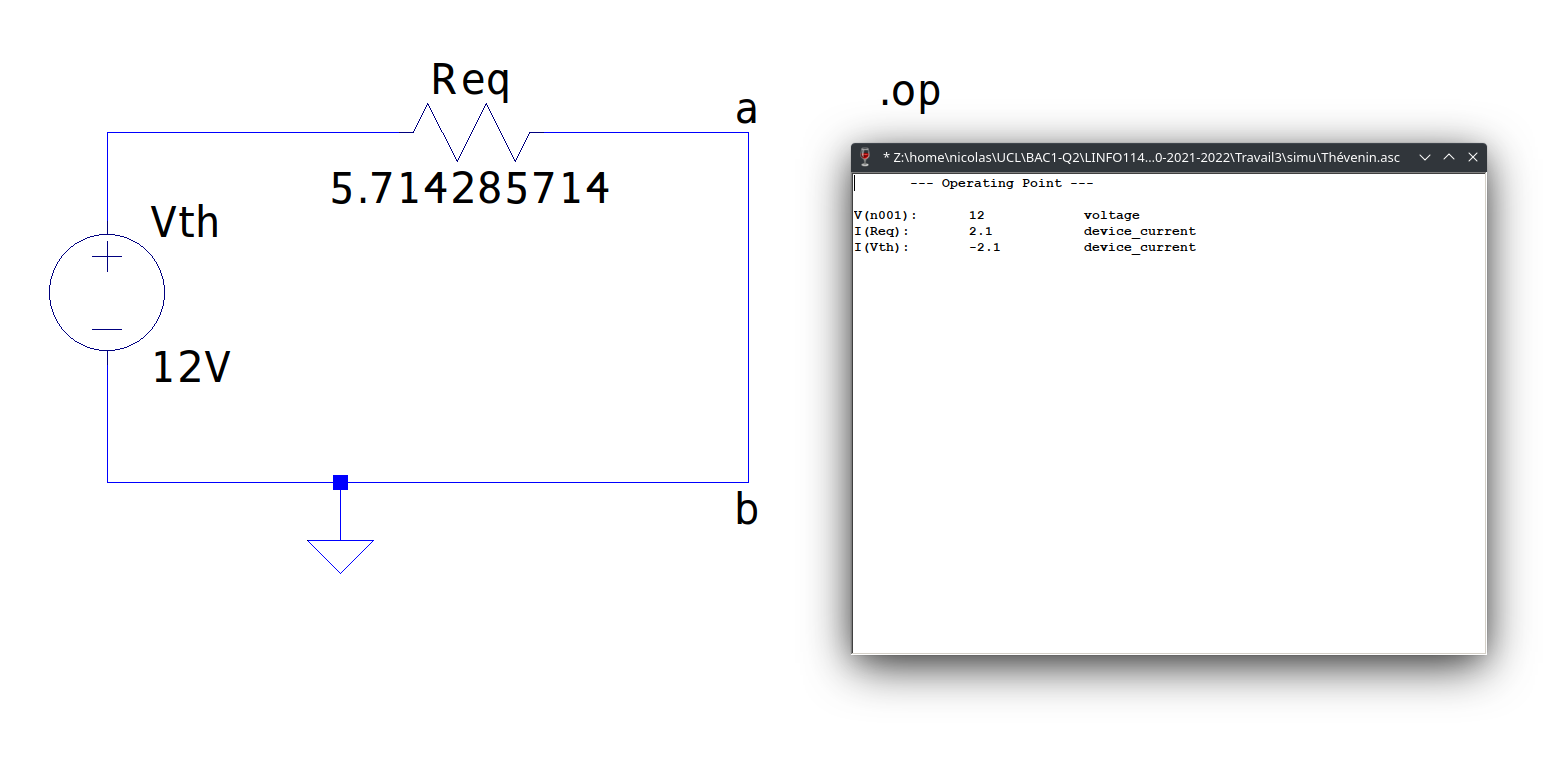 Req
a
5.714285714
Vth
12V
b
.op
* Z:\home\nicolas\UCL\BAC1-Q2\LINFO114...0-2021-2022\Travail3\simu\Thévenin.asc
--- Operating Point ---
V(n001): 12 voltage
I(Req): 2.1 device_current
I(Vth): -2.1 device_current